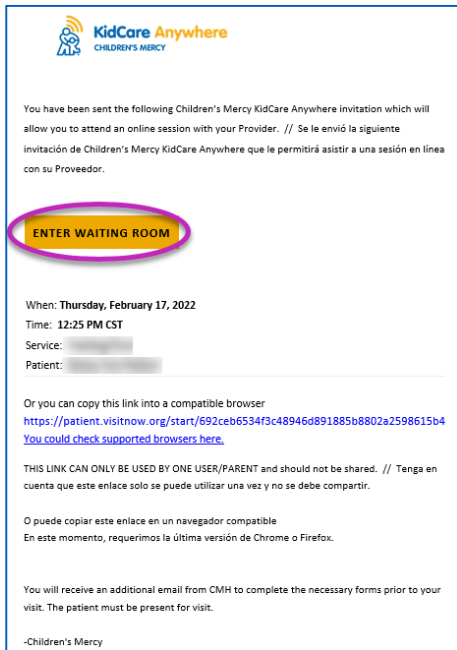 KidCare Anywhere
CHILDREN'S MERCY
You have been sent the following Children's Mercy KidCare Anywhere invitation which will
allow you to attend an online session with your Provider. // Se le envió la siguiente
invitación de Children's Mercy KidCare Anywhere que le permitirá asistir a una sesión en línea
con su Proveedor.
ENTER WAITING ROOM
When: Thursday, February 17, 2022
Time: 12:25 PM CST
Service:
Patient:
Or you can copy this link into a compatible browser
https://patient.visitnow.org/start/692ceb6534f3c48946d891885b8802a2598615b4
You could check supported browsers here.
THIS LINK CAN ONLY BE USED BY ONE USER/PARENT and should not be shared. // Tenga en
cuenta que este enlace solo se puede utilizar una vez y no se debe compartir.
O puede copiar este enlace en un navegador compatible
En este momento, requerimos la última versión de Chrome o Firefox.
You will receive an additional email from CMH to complete the necessary forms prior to your
visit. The patient must be present for visit.
-Children's Mercy